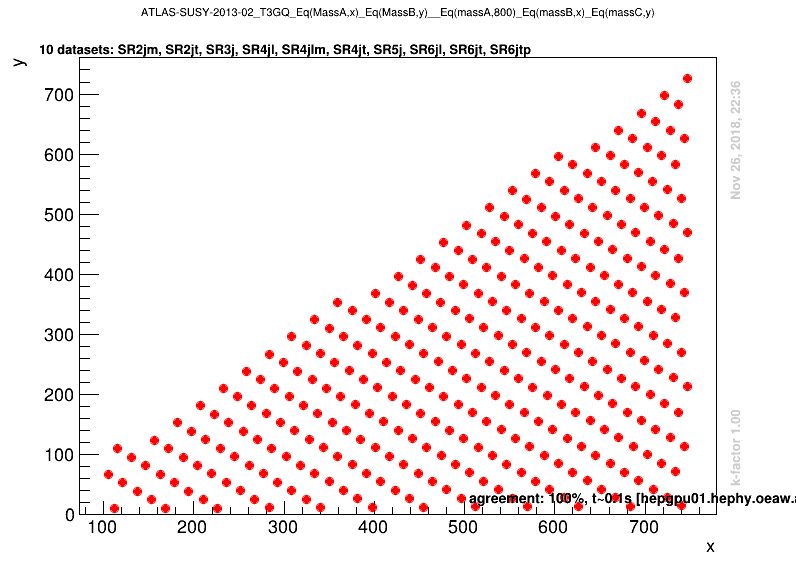 ATLAS-SUSY-2013-02_T3GQ_Eq(MassA,x)_Eq(MassB,y)__Eq(massA,800)_Eq(massB,x)_Eq(massC,y)
10 datasets: SR2jm, SR2jt, SR3j, SR4jl, SR4jlm, SR4jt, SR5j, SR6jl, SR6jt, SR6jtp
y
700
600
500
400
300
200
100
0
100 200 300 400 500 600 700
x
Nov 26, 2018, 22:36
k-factor 1.00
agreement: 100%, t~0.1s [hepgpu01.hephy.oeaw.a